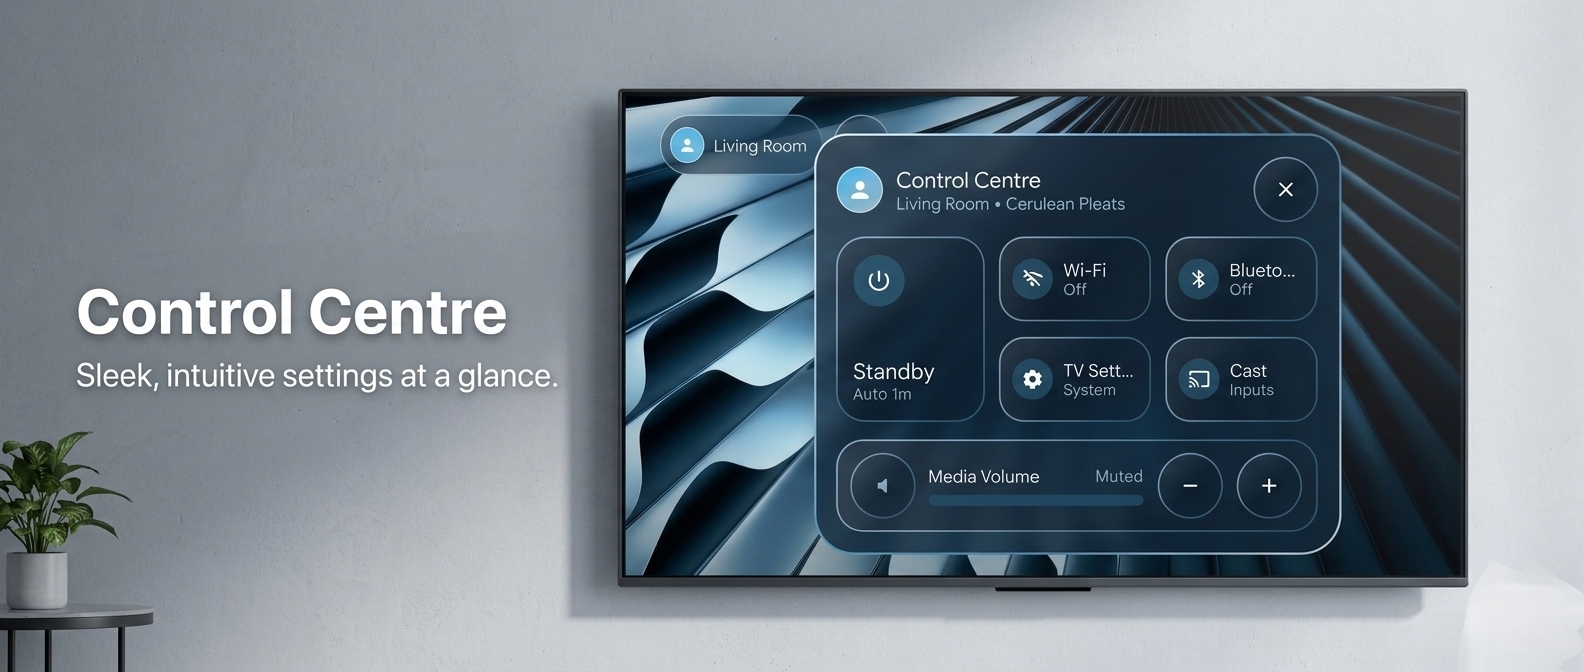 Control Centre
Sleek, intuitive settings at a glance.
Living Room
Control Centre
Living Room • Cerulean Pleats
Standby
Auto 1m
Wi-Fi
Off
Blueto...
Off
TV Sett...
System
Cast
Inputs
Media Volume
Muted